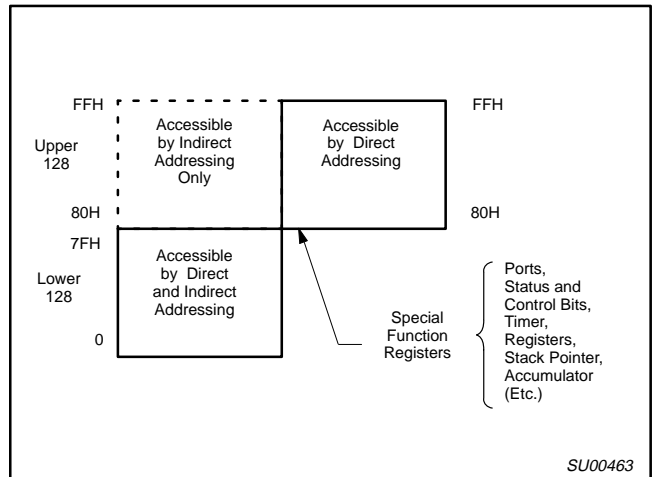 FFH
Upper
128
80H
7FH
Lower
128
0
Accessible
by Indirect
Addressing
Only
Accessible
by Direct
Addressing
FFH
80H
Accessible
by Direct
and Indirect
Addressing
Special
Function
Registers
Ports,
Status and
Control Bits,
Timer,
Registers,
Stack Pointer,
Accumulator
(Etc.)
SU00463